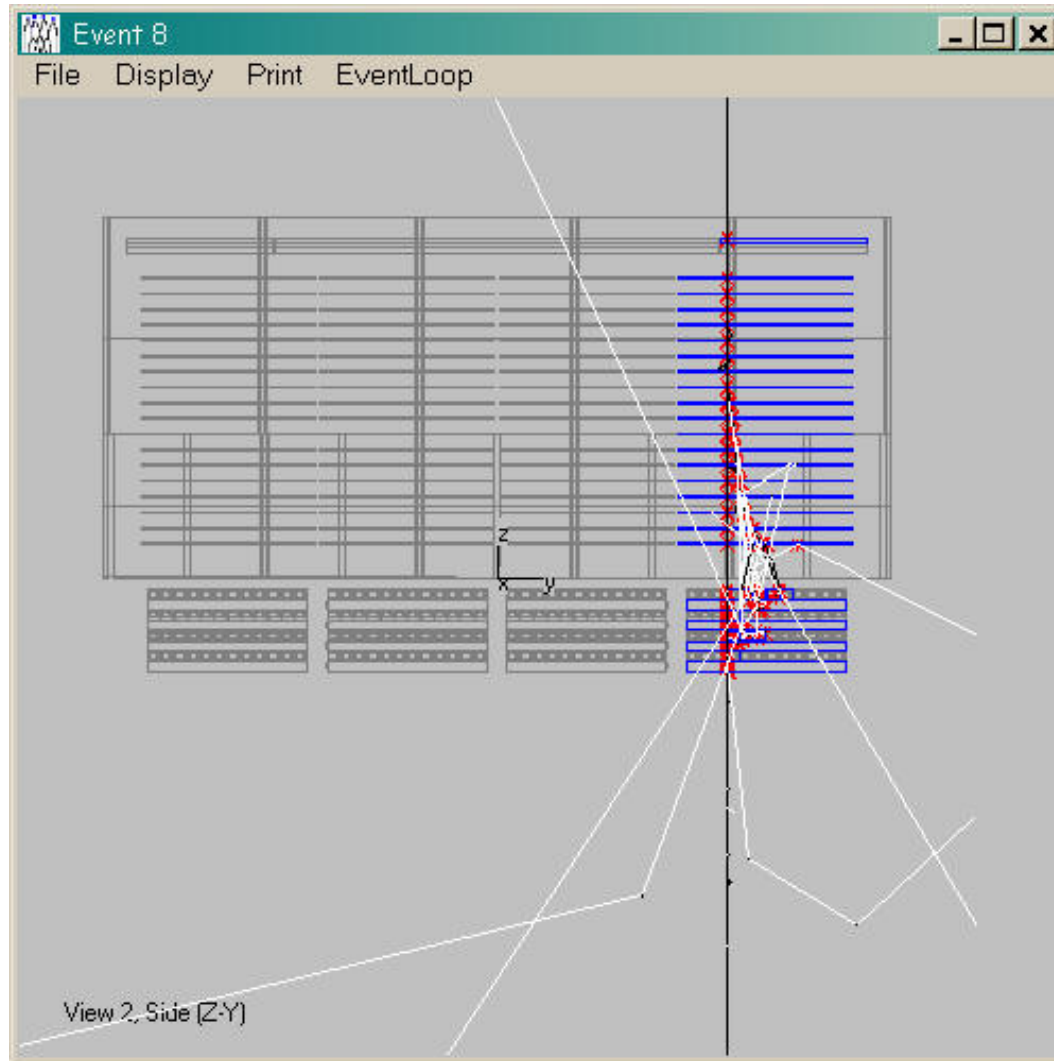 Event 8
File Display Print EventLoop
z
x y
View 2, Side (Z-Y)